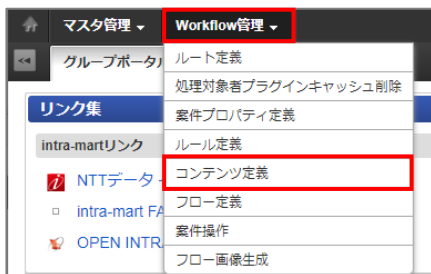 マスタ管理 Workflow管理
グループポータ
ルート定義
処理対象者プラグインキャッシュ削除
案件プロパティ定義
リンク集
ルール定義
intra-martリンク
コンテンツ定義
NTTデータ
フロー定義
intra-mart FA
案件操作
OPEN INTR
フロー画像生成